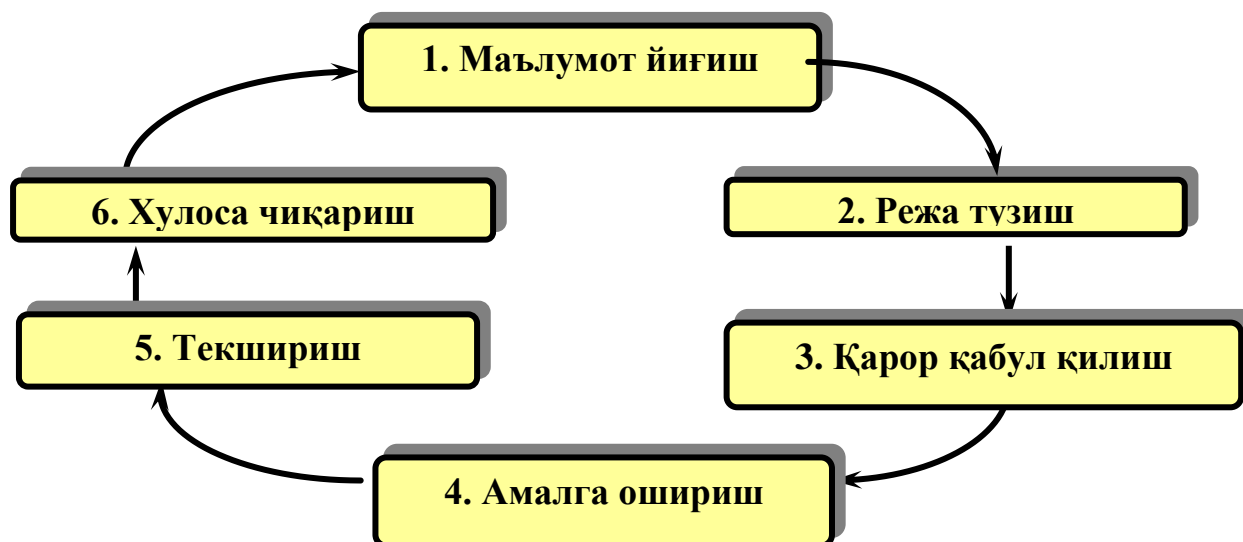 1. Маълумот йиғиш
2. Режа тузиш
3. Қарор қабул қилиш
4. Амалга ошириш
5. Текшириш
6. Хулоса чиқариш